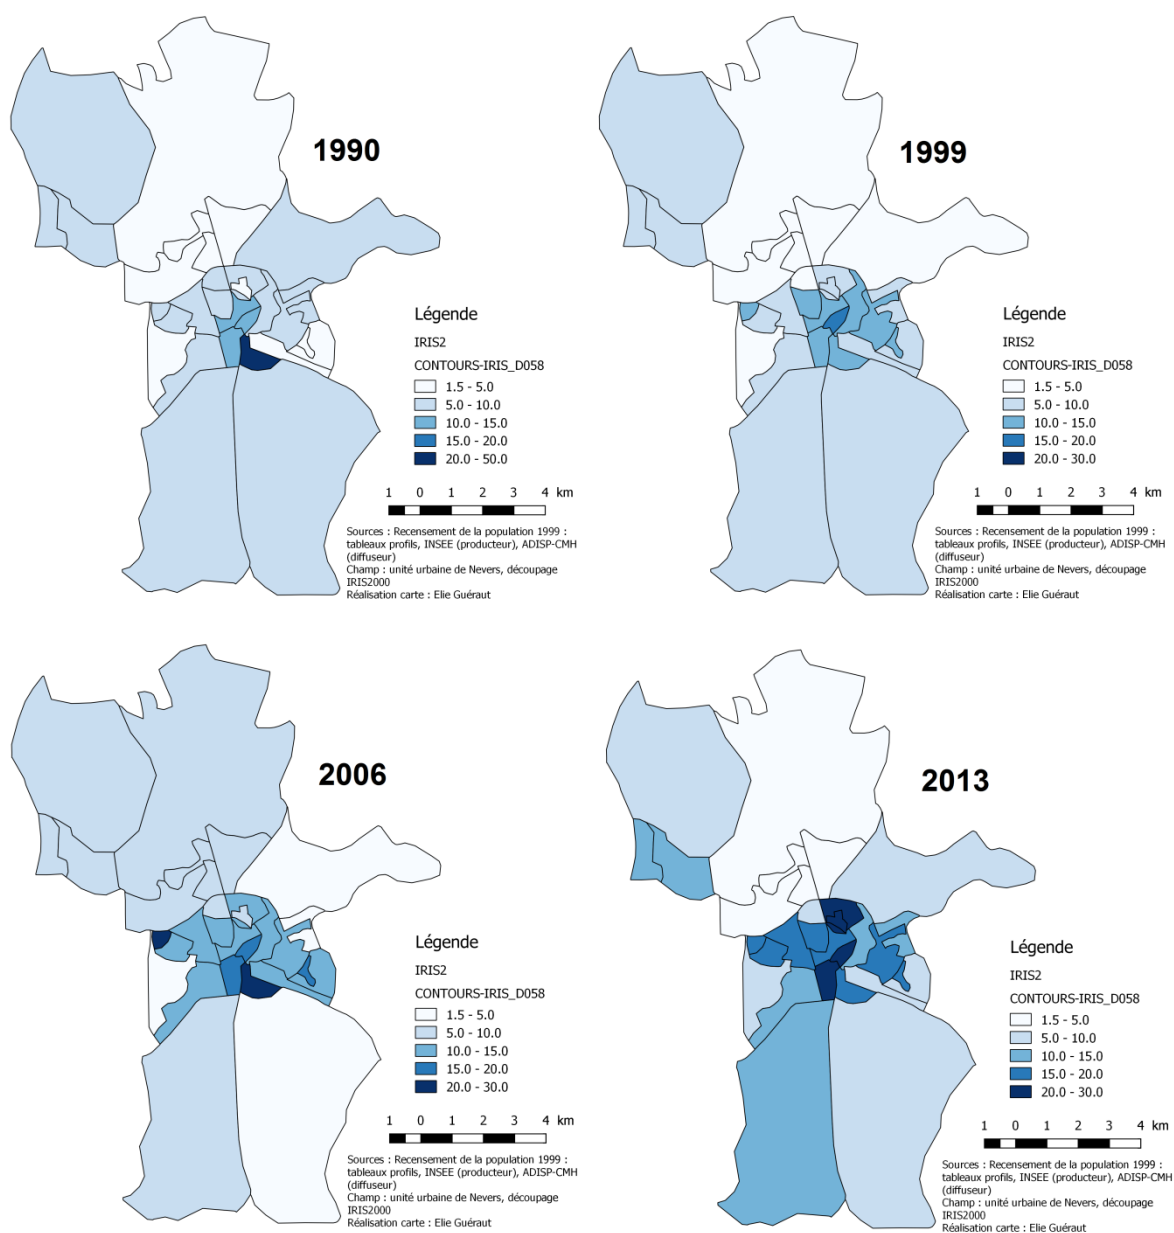 1990
Légende
IRIS2
CONTOURS-IRIS_D058
1.5 - 5.0
5.0 - 10.0
10.0 - 15.0
15.0 - 20.0
20.0 - 50.0
1 0 1 2 3 4 km
Sources : Recensement de la population 1999 :
tableaux profils, INSEE (producteur), ADISP-CMH
(diffuseur)
Champ : unité urbaine de Nevers, découpage
IRIS2000
Réalisation carte : Elie Guéraut
1999
Légende
IRIS2
CONTOURS-IRIS_D058
1.5 - 5.0
5.0 - 10.0
10.0 - 15.0
15.0 - 20.0
20.0 - 30.0
1 0 1 2 3 4 km
Sources : Recensement de la population 1999 :
tableaux profils, INSEE (producteur), ADISP-CMH
(diffuseur)
Champ : unité urbaine de Nevers, découpage
IRIS2000
Réalisation carte : Elie Guéraut
2006
Légende
IRIS2
CONTOURS-IRIS_D058
1.5 - 5.0
5.0 - 10.0
10.0 - 15.0
15.0 - 20.0
20.0 - 30.0
1 0 1 2 3 4 km
Sources : Recensement de la population 1999 :
tableaux profils, INSEE (producteur), ADISP-CMH
(diffuseur)
Champ : unité urbaine de Nevers, découpage
IRIS2000
Réalisation carte : Elie Guéraut
2013
Légende
IRIS2
CONTOURS-IRIS_D058
1.5 - 5.0
5.0 - 10.0
10.0 - 15.0
15.0 - 20.0
20.0 - 30.0
1 0 1 2 3 4 km
Sources : Recensement de la population 1999 :
tableaux profils, INSEE (producteur), ADISP-CMH
(diffuseur)
Champ : unité urbaine de Nevers, découpage
IRIS2000
Réalisation carte : Elie Guéraut